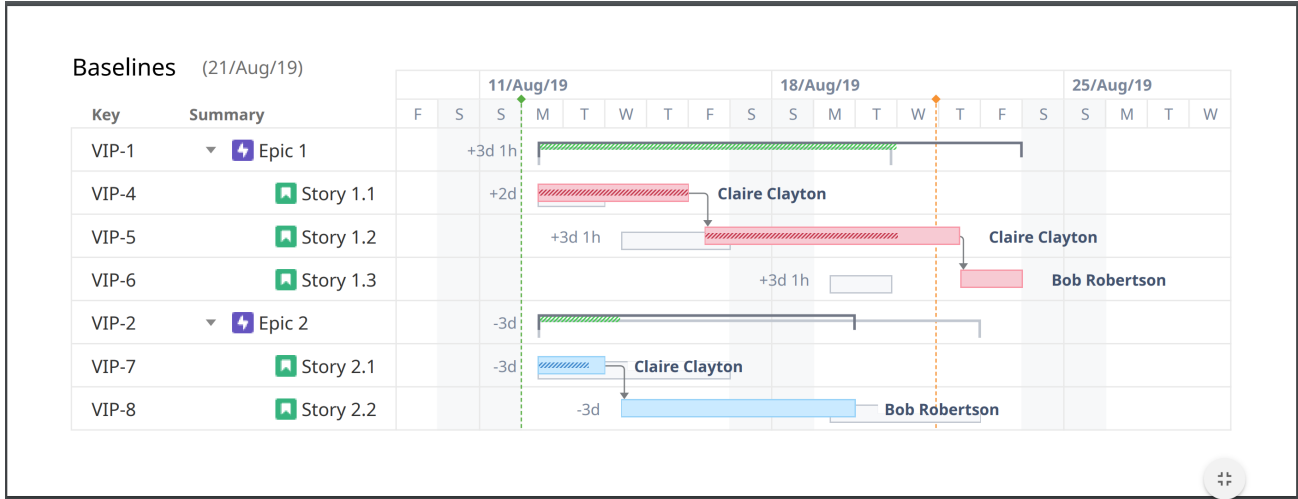 Baselines (21/Aug/19)
11/Aug/19 18/Aug/19 25/Aug/19
Key Summary F S S M T W T F S S M T W T F S S M T W
VIP-1 Epic 1 +3d 1h
VIP-4 Story 1.1 +2d Claire Clayton
VIP-5 Story 1.2 +3d 1h Claire Clayton
VIP-6 Story 1.3 +3d 1h Bob Robertson
VIP-2 Epic 2 -3d
VIP-7 Story 2.1 -3d Claire Clayton
VIP-8 Story 2.2 -3d Bob Robertson